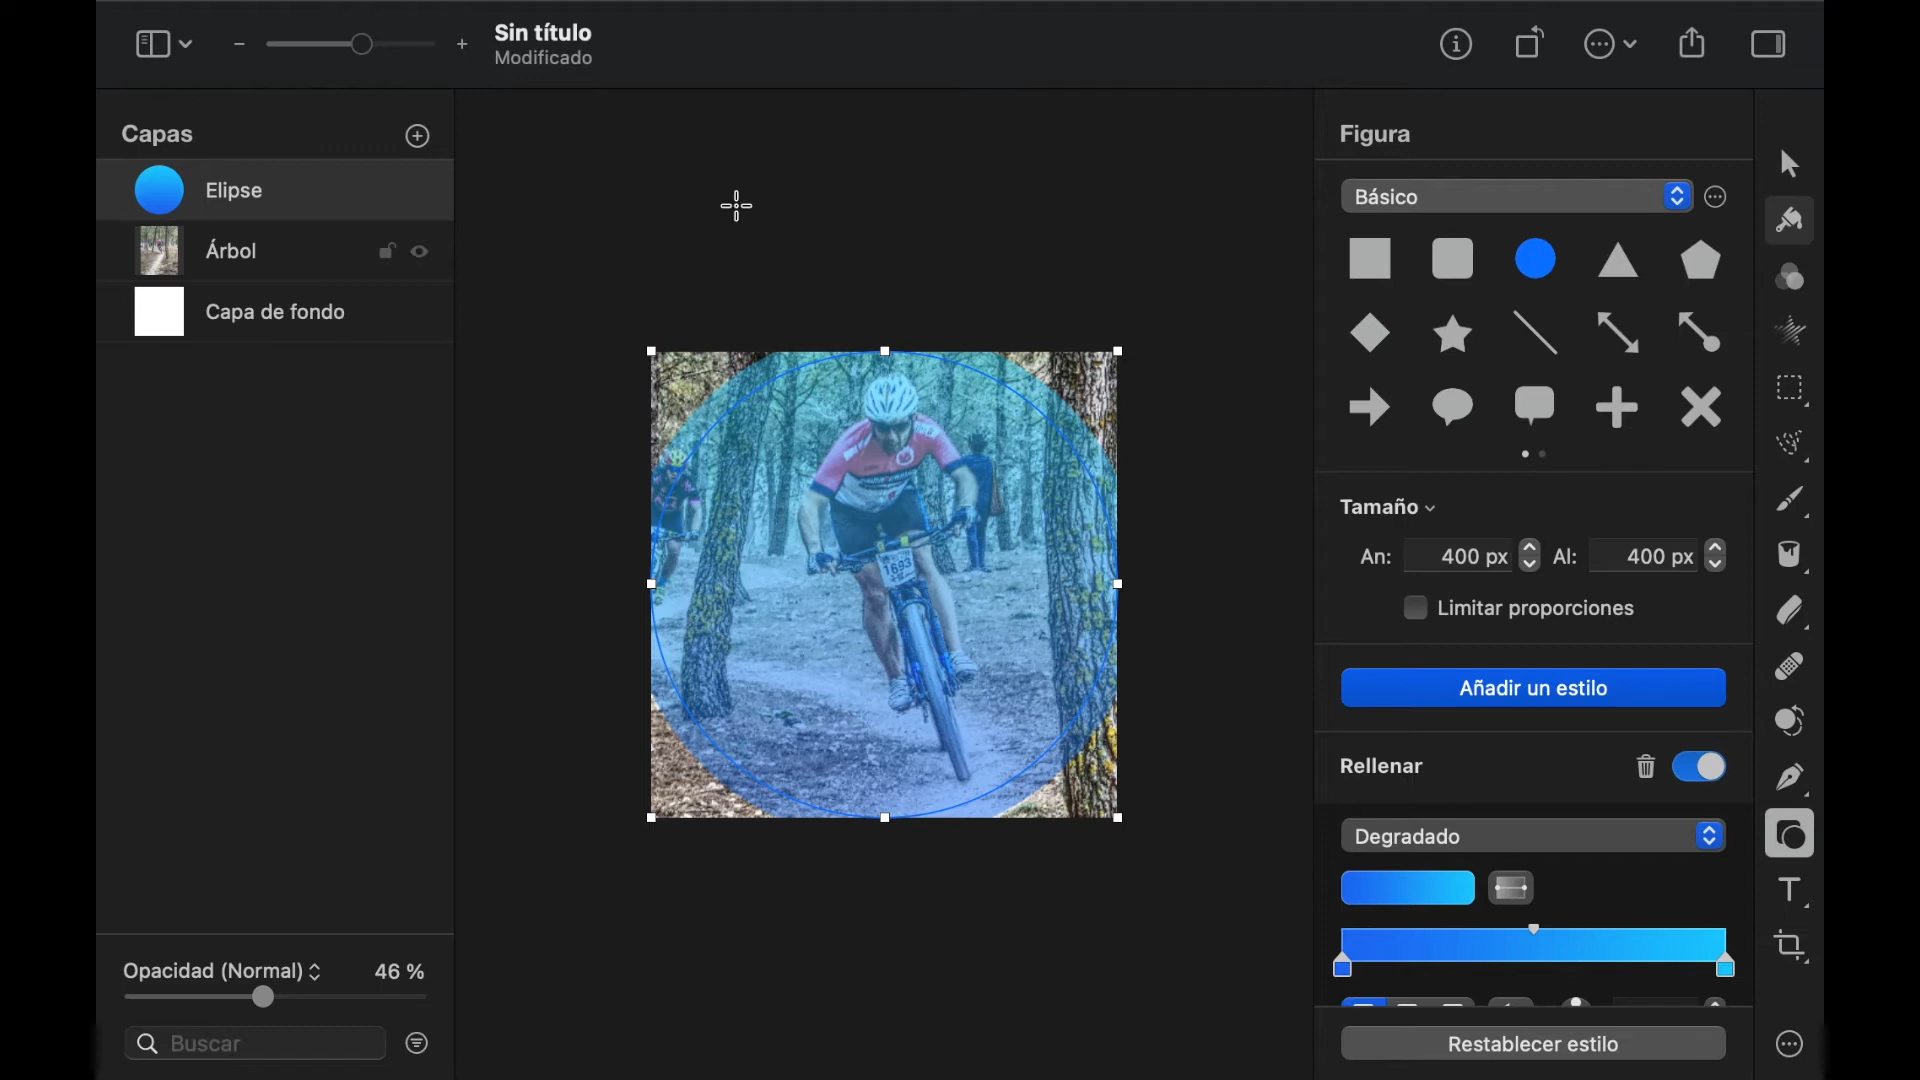 Sin título
Modificado
Capas
Elipse
Árbol
Capa de fondo
Opacidad (Normal) 46 %
Buscar
1693
Figura
Básico
Tamaño
An: 400 px Al: 400 px
Limitar proporciones
Añadir un estilo
Rellenar
Degradado
Restablecer estilo
T